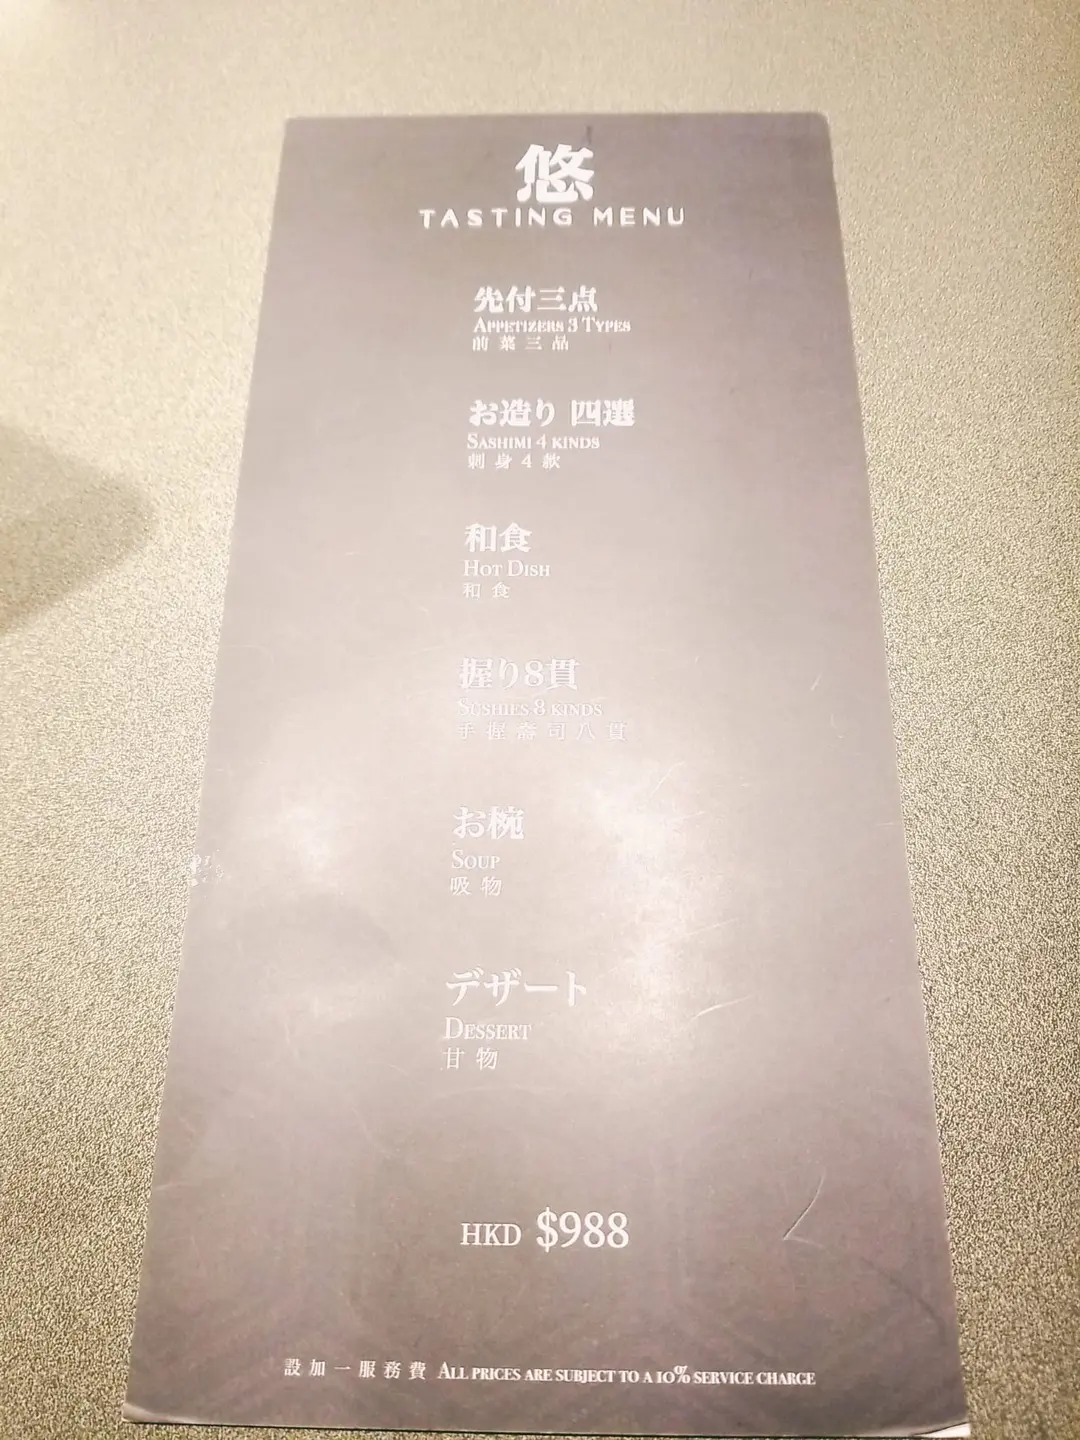 悠
TASTING MENU
先付三点
APPETIZERS 3 TYPES
前菜三品
お造り 四選
SASHIMI 4 KINDS
刺身4款
和食
HOT DISH
和食
握り8貫
SUSHIES 8 KINDS
手握壽司八貫
お椀
SOUP
吸物
デザート
DESSERT
甘物
HKD $988
設加一服務費 ALL PRICES ARE SUBJECT TO A 10% SERVICE CHARGE